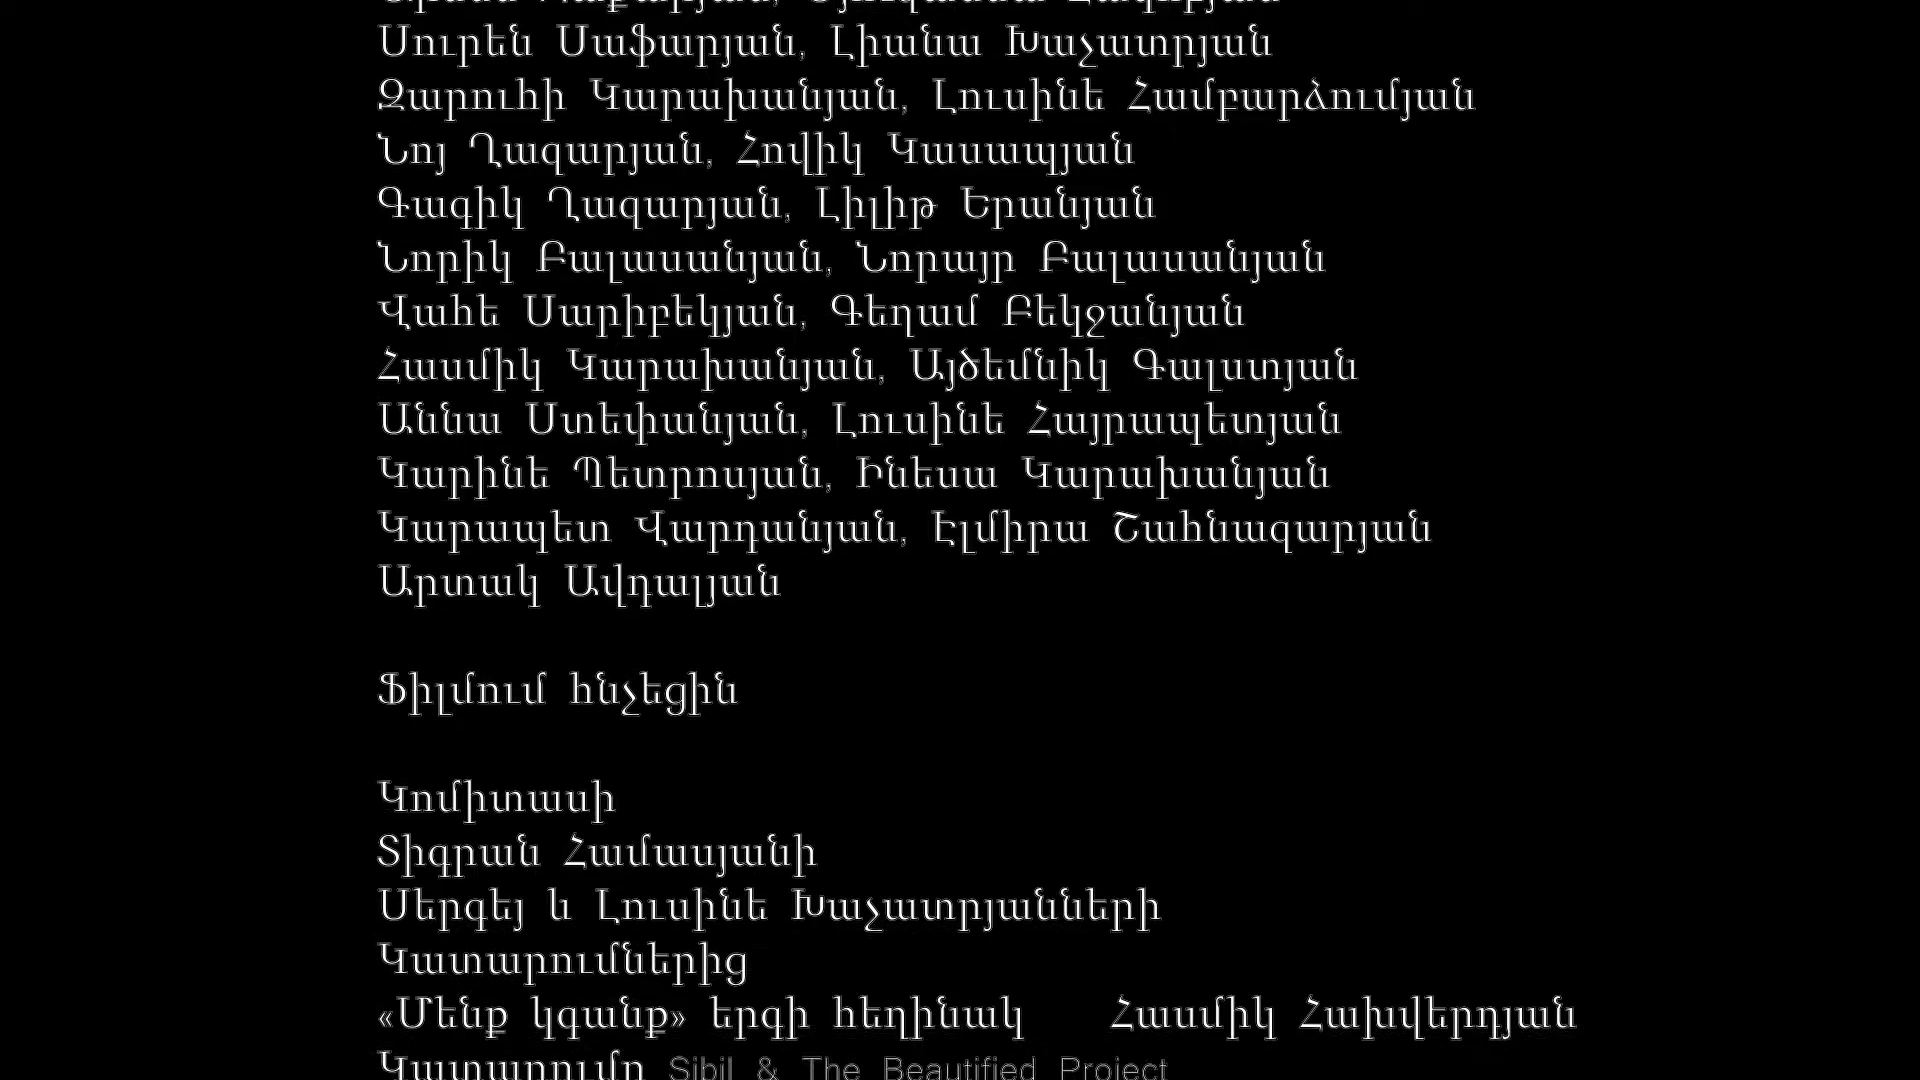 Սուրեն Սաֆարյան, Լիանա Խաչատրյան
Զարուհի Կարախանյան, Լուսինե Համբարձումյան
Նոյ Ղազարյան, Հովիկ Կասապյան
Գագիկ Ղազարյան, Լիլիթ Երանյան
Նորիկ Բալասանյան, Նորայր Բալասանյան
Վահե Սարիբեկյան, Գեղամ Բեկջանյան
Հասմիկ Կարախանյան, Այծեմնիկ Գալստյան
Աննա Ստեփանյան, Լուսինե Հայրապետյան
Կարինե Պետրոսյան, Ինեսա Կարախանյան
Կարապետ Վարդանյան, Էլմիրա Շահնազարյան
Արտակ Ավդալյան
Ֆիլմում հնչեցին
Կոմիտասի
Տիգրան Համասյանի
Սերգեյ և Լուսինե Խաչատրյանների
Կատարումներից
«Մենք կգանք» երգի հեղինակ Հասմիկ Հախվերդյան
Կատարումը Sibil & The Beautified Project